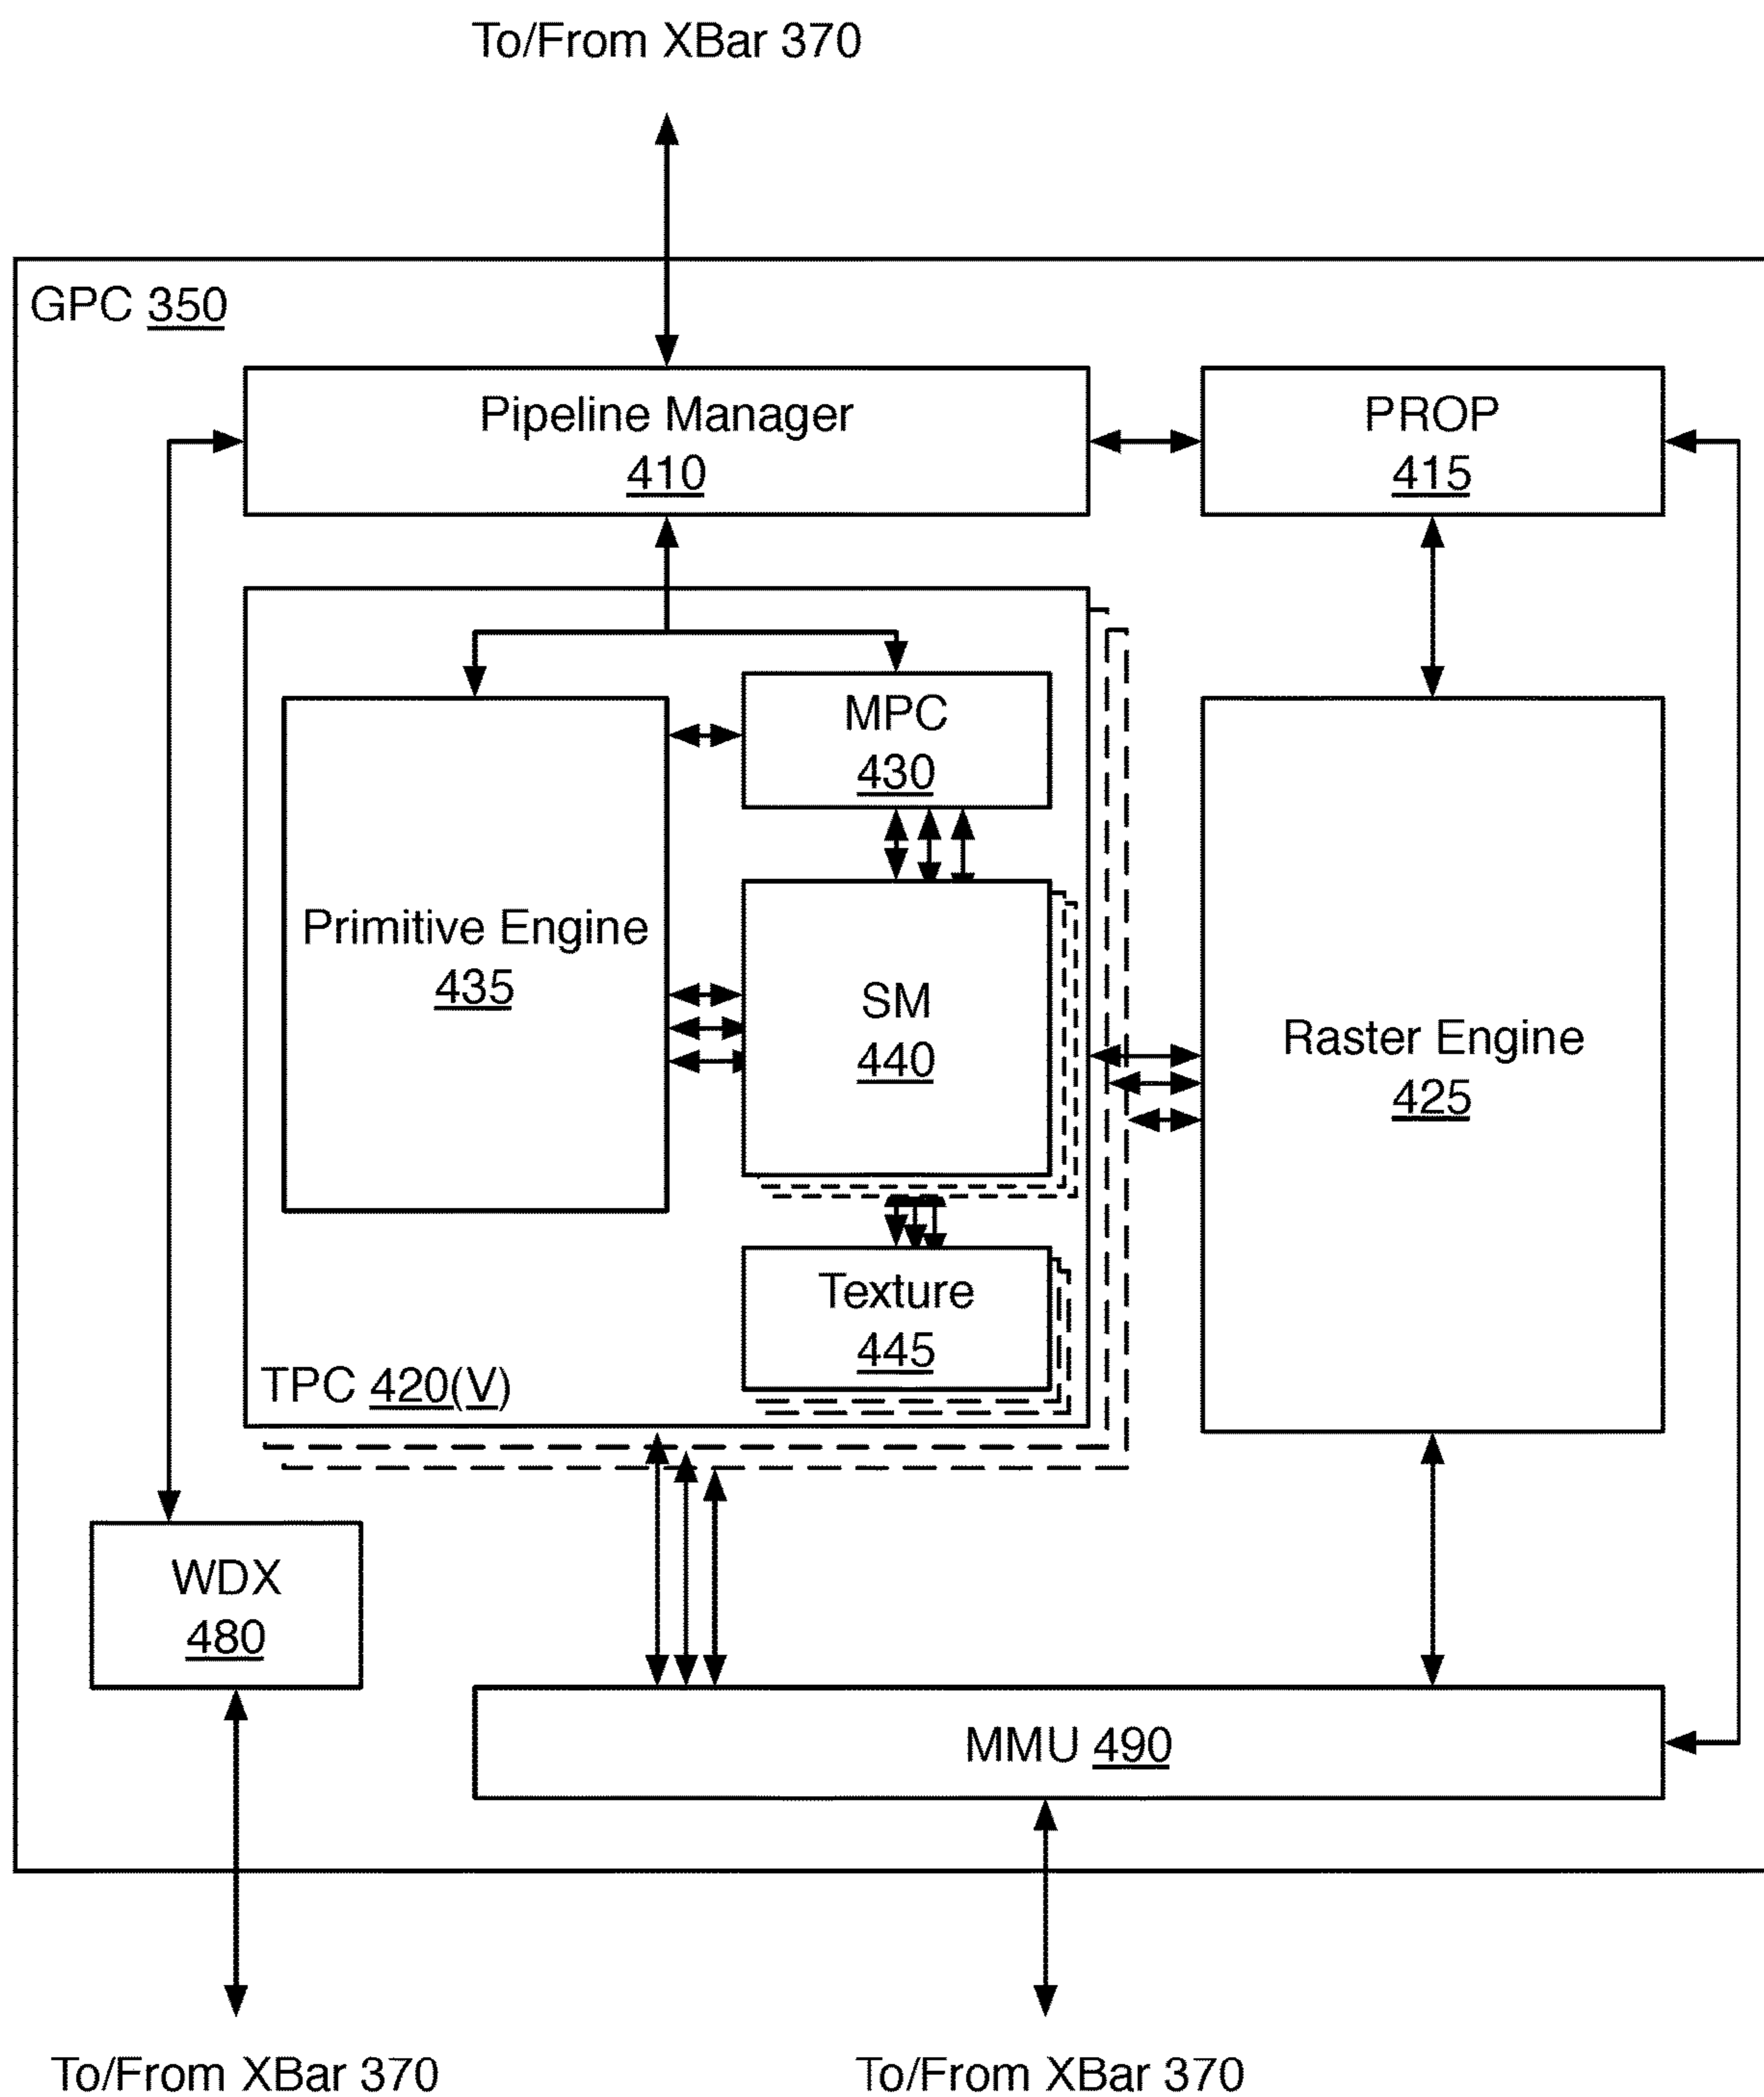 To/From XBar 370
GPC 350
Pipeline Manager
410
PROP
415
MPC
430
Primitive Engine
435
SM
440
Raster Engine
425
Texture
445
TPC 420(V)
WDX
480
MMU 490
To/From XBar 370
To/From XBar 370